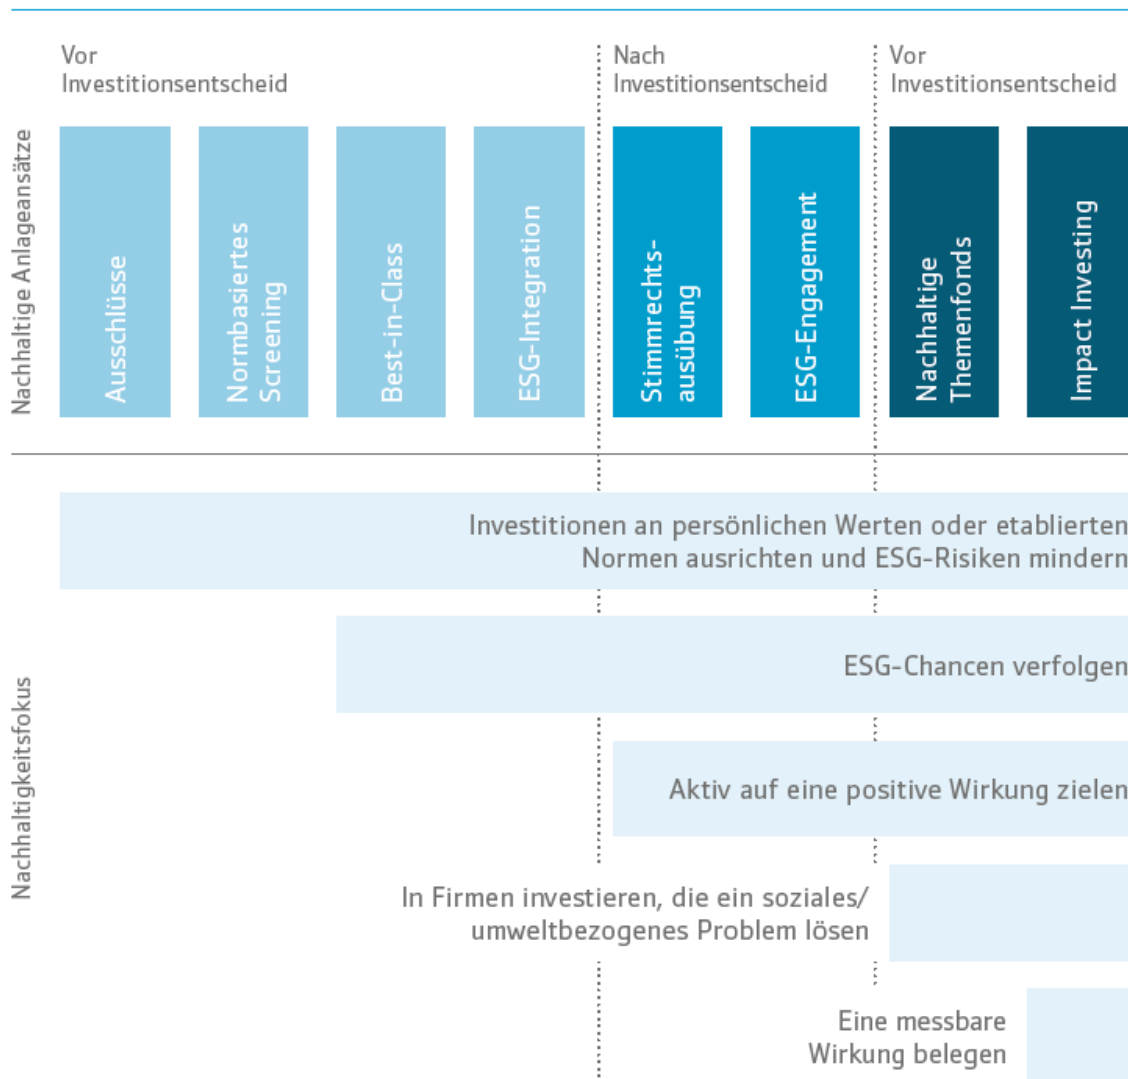 Vor
Investitionsentscheid
Nach
Investitionsentscheid
Vor
Investitionsentscheid
Nachhaltige Anlageansätze
Ausschlüsse
Normbasiertes
Screening
Best-in-Class
ESG-Integration
Stimmrechts-
ausübung
ESG-Engagement
Nachhaltige
Themenfonds
Impact Investing
Nachhaltigkeitsfokus
Investitionen an persönlichen Werten oder etablierten
Normen ausrichten und ESG-Risiken mindern
ESG-Chancen verfolgen
Aktiv auf eine positive Wirkung zielen
In Firmen investieren, die ein soziales/
umweltbezogenes Problem lösen
Eine messbare
Wirkung belegen